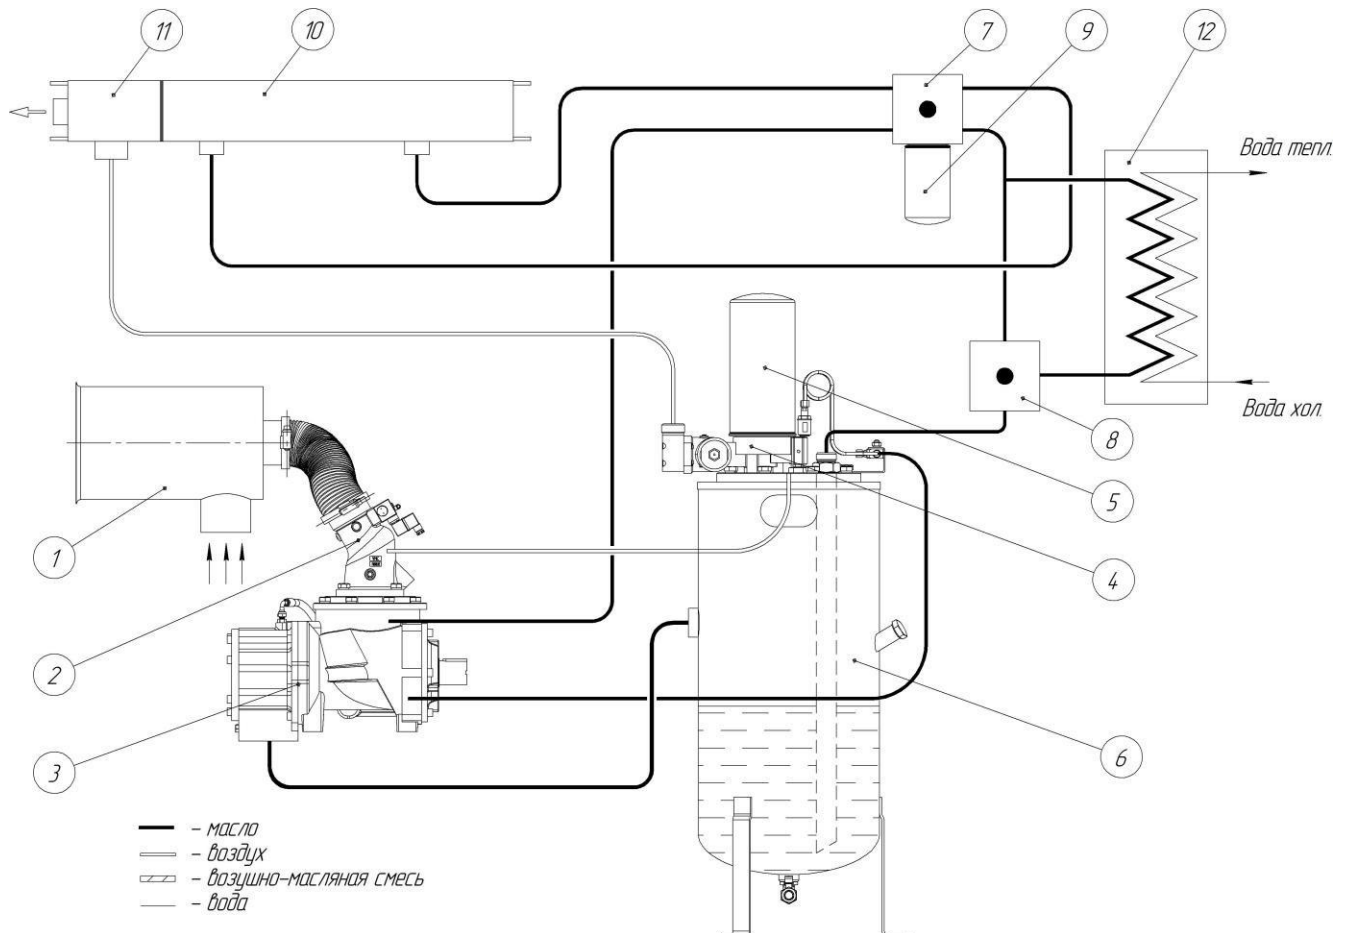 11
10
7
9
12
Вода тепл.
Вода хол.
8
5
1
4
2
6
3
– масло
– воздух
– возушно-масляная смесь
– вода